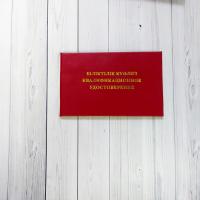 БІЛІКТІЛІК КУӘЛІГІ
КВАЛИФИКАЦИОННОЕ
УДОСТОВЕРЕНИЕ